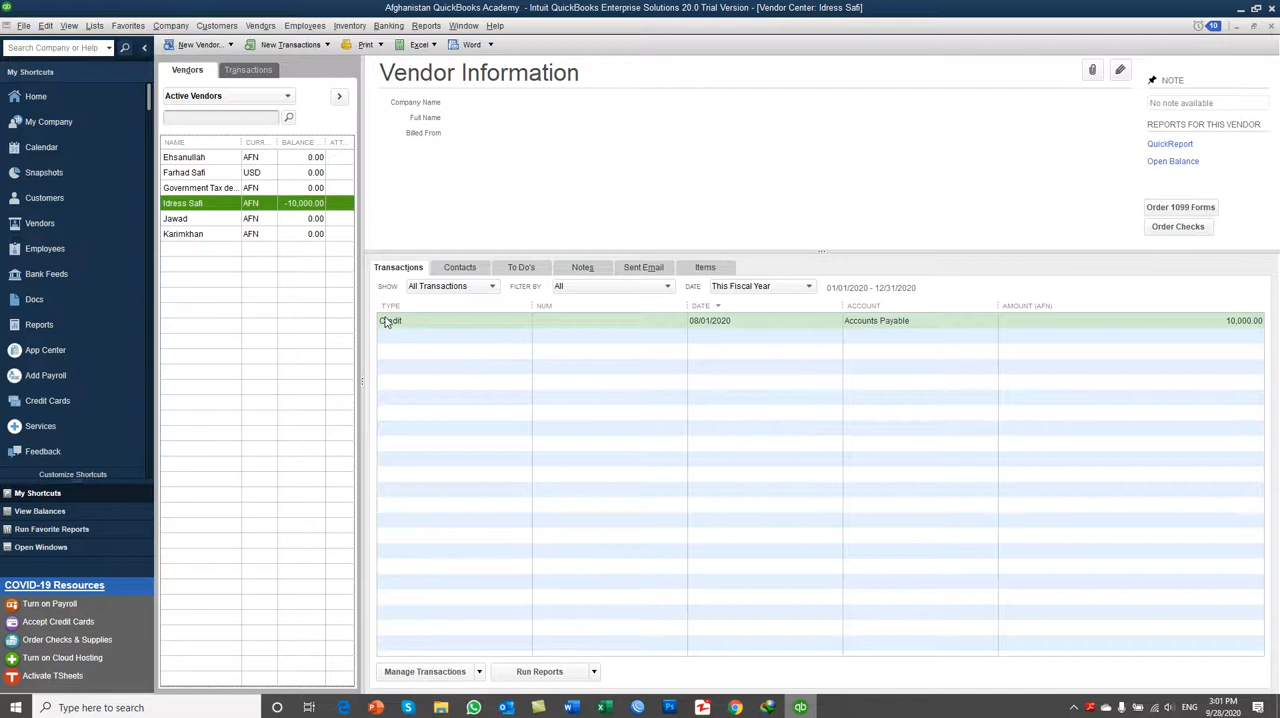 Afghanistan QuickBooks Academy - Intuit QuickBooks Enterprise Solutions 20.0 Trial Version - [Vendor Center: Idress Safi]
File Edit View Lists Favorites Company Customers Vendors Employees Inventory Banking Reports Window Help 10
Search Company or Help
New Vendor... New Transactions Print Excel Word
My Shortcuts
Home
My Company
Calendar
Snapshots
Customers
Vendors
Employees
Bank Feeds
Docs
Reports
App Center
Add Payroll
Credit Cards
Services
Feedback
Customize Shortcuts
My Shortcuts
View Balances
Run Favorite Reports
Open Windows
COVID-19 Resources
Turn on Payroll
Accept Credit Cards
Order Checks & Supplies
Turn on Cloud Hosting
Activate TSheets
Vendors Transactions
Active Vendors
NAME CURR... BALANCE ... ATT...
Ehsanullah AFN 0.00
Farhad Safi USD 0.00
Government Tax de... AFN 0.00
Idress Safi AFN -10,000.00
Jawad AFN 0.00
Karimkhan AFN 0.00
Vendor Information
Company Name
Full Name
Billed From
NOTE
No note available
REPORTS FOR THIS VENDOR
QuickReport
Open Balance
Order 1099 Forms
Order Checks
Transactions Contacts To Do's Notes Sent Email Items
SHOW All Transactions FILTER BY All DATE This Fiscal Year 01/01/2020 - 12/31/2020
TYPE NUM DATE ACCOUNT AMOUNT (AFN)
Credit 08/01/2020 Accounts Payable 10,000.00
Manage Transactions Run Reports
Type here to search
ENG
3:01 PM
9/28/2020